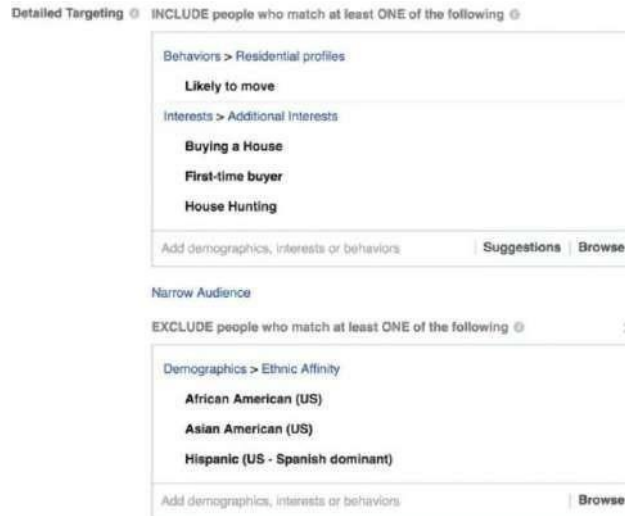 Detailed Targeting INCLUDE people who match at least ONE of the following
Behaviors > Residential profiles
Likely to move
Interests > Additional Interests
Buying a House
First-time buyer
House Hunting
Add demographics, interests or behaviors | Suggestions | Browse
Narrow Audience
EXCLUDE people who match at least ONE of the following
Demographics > Ethnic Affinity
African American (US)
Asian American (US)
Hispanic (US - Spanish dominant)
Add demographics, interests or behaviors | Browse